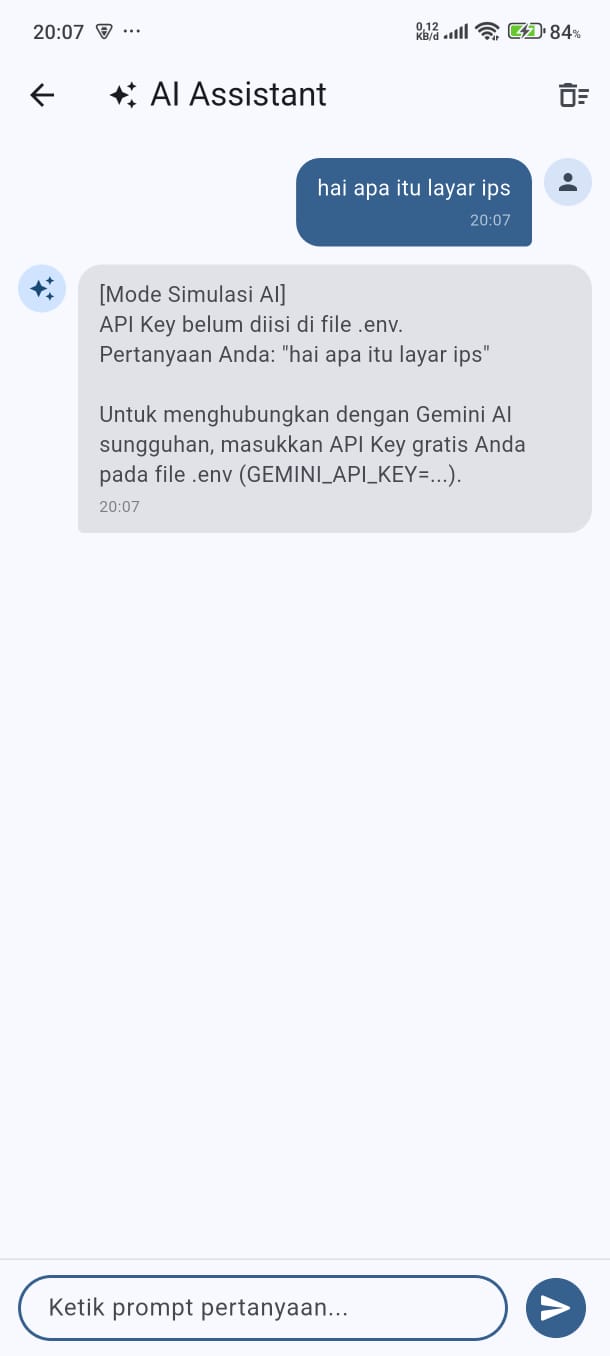 20:07 ... 0,12 KB/d 84%
AI Assistant
hai apa itu layar ips
20:07
[Mode Simulasi AI]
API Key belum diisi di file .env.
Pertanyaan Anda: "hai apa itu layar ips"
Untuk menghubungkan dengan Gemini AI
sungguhan, masukkan API Key gratis Anda
pada file .env (GEMINI_API_KEY=...).
20:07
Ketik prompt pertanyaan...